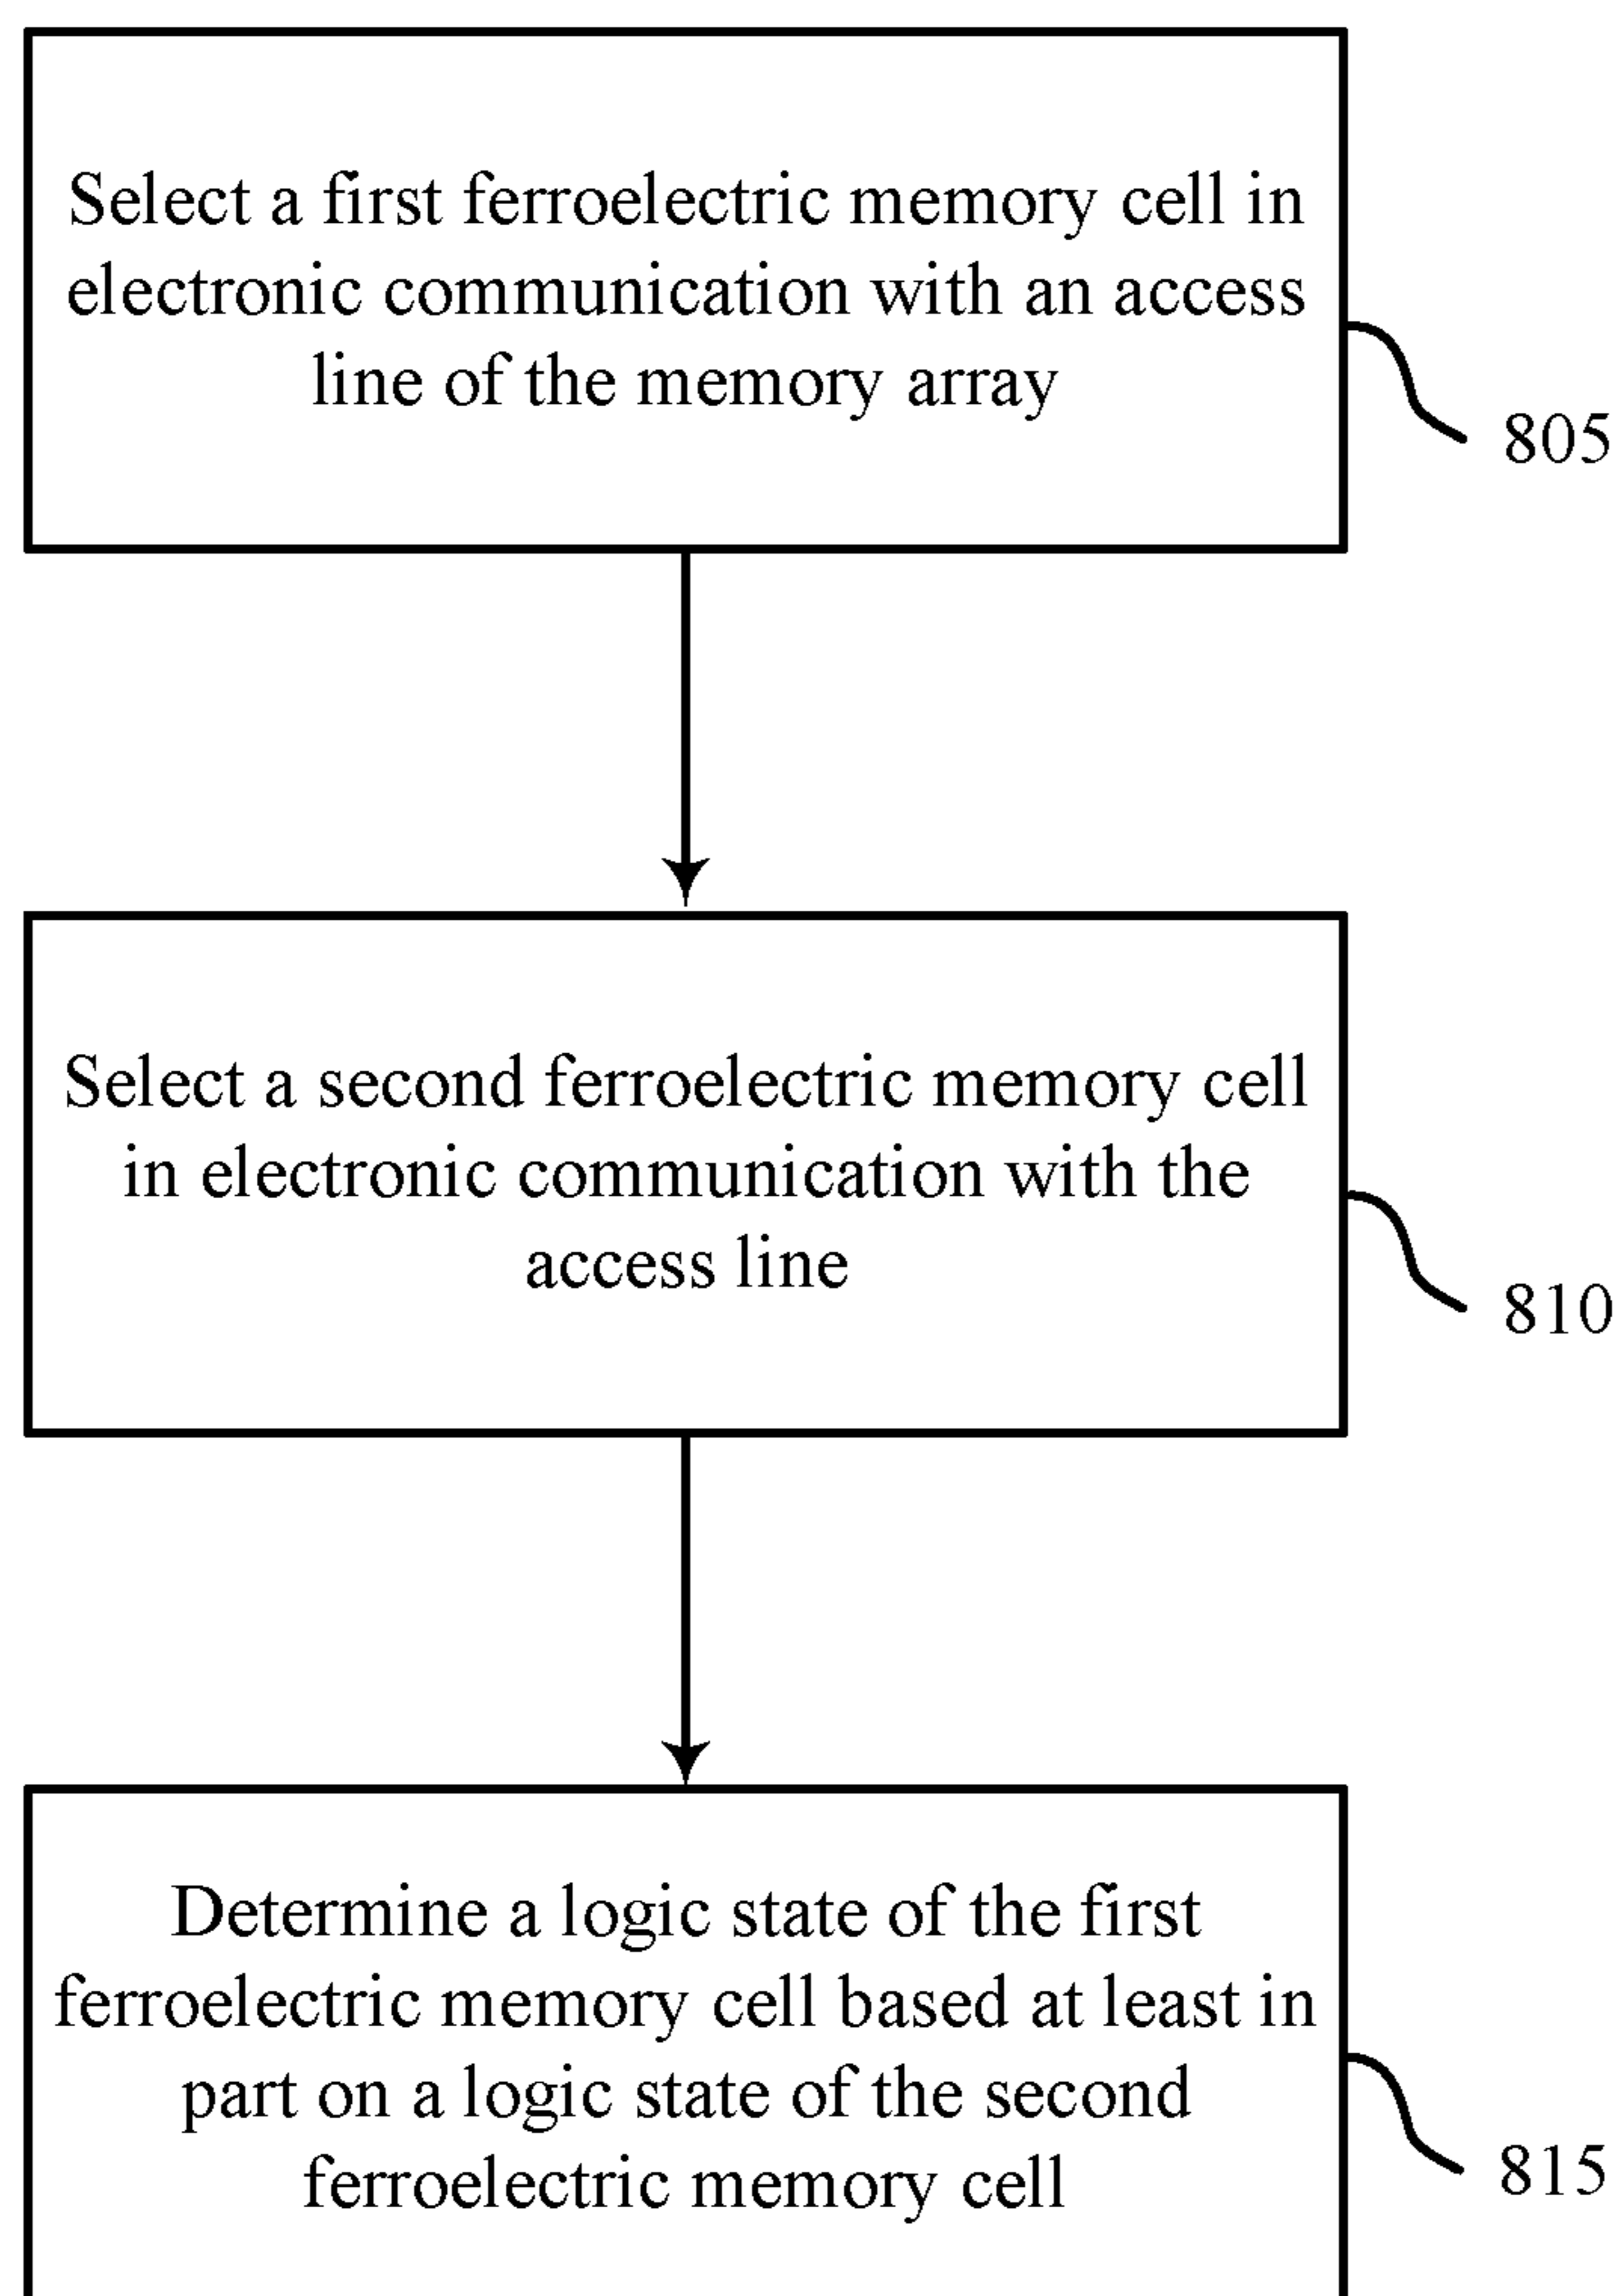 Select a first ferroelectric memory cell in
electronic communication with an access
line of the memory array
805
Select a second ferroelectric memory cell
in electronic communication with the
access line
810
Determine a logic state of the first
ferroelectric memory cell based at least in
part on a logic state of the second
ferroelectric memory cell
815